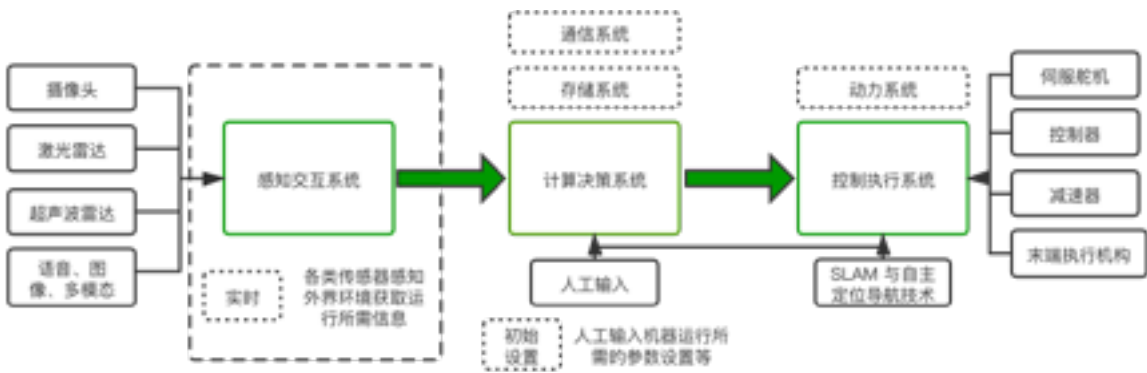 通信系统
存储系统
动力系统
摄像头
激光雷达
超声波雷达
语音、图
像、多模态
感知交互系统
计算决策系统
控制执行系统
伺服舵机
控制器
减速器
末端执行机构
人工输入
SLAM 与自主
定位导航技术
实时
各类传感器感知
外界环境获取运
行所需信息
初始
设置
人工输入机器运行所
需的参数设置等